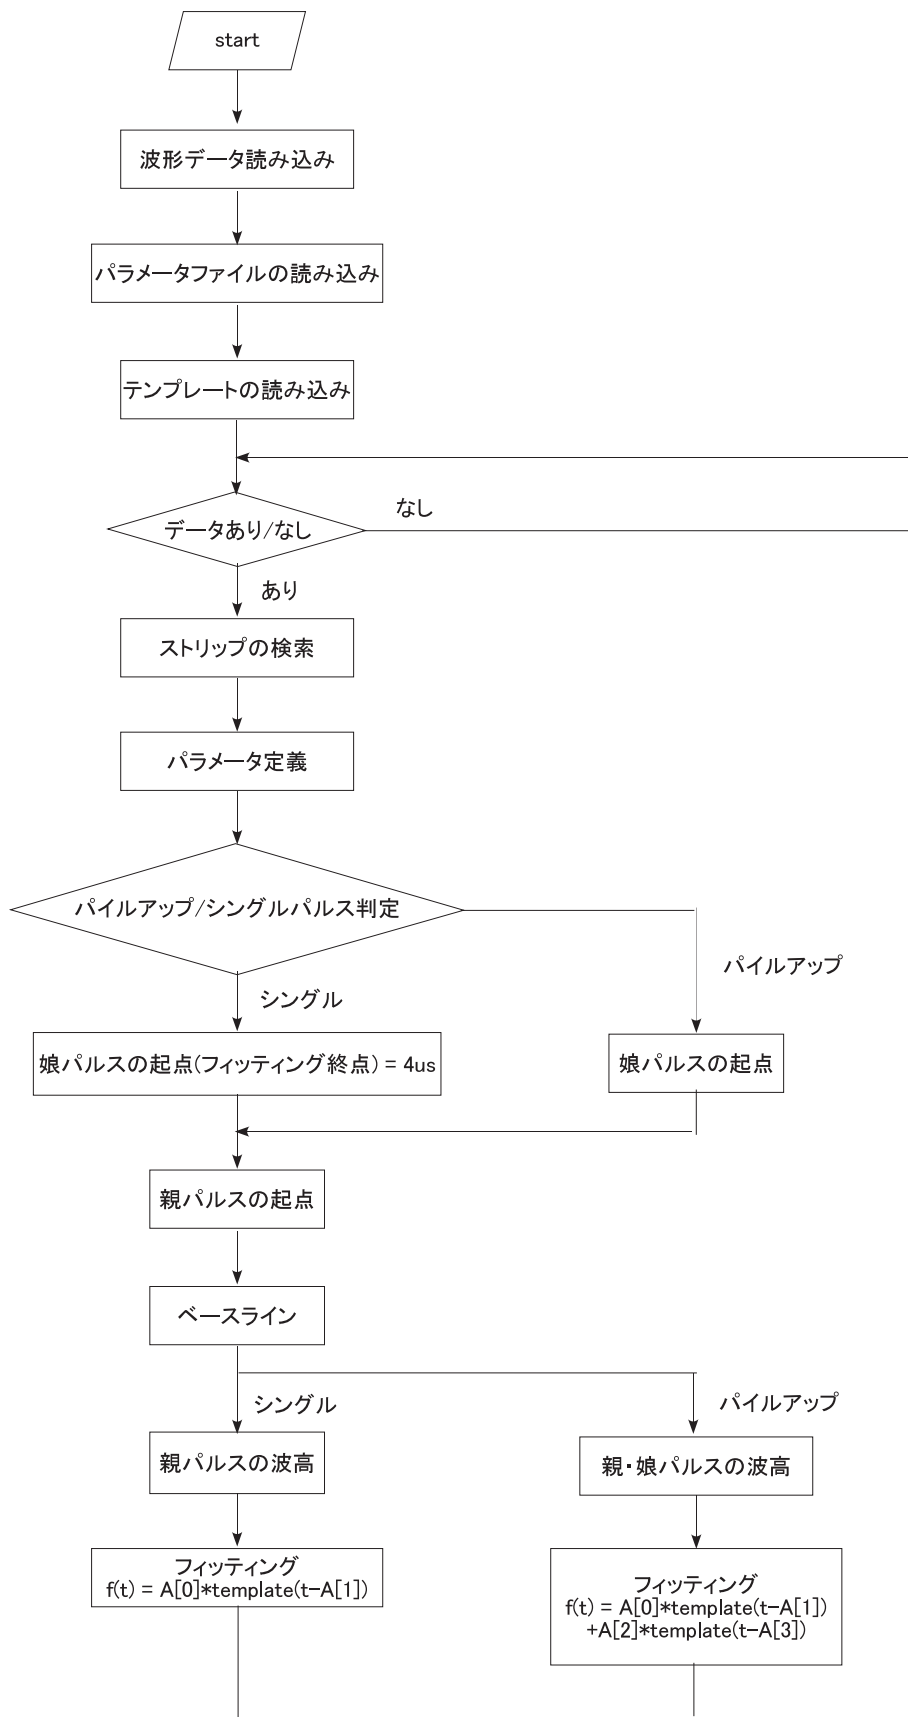 start
波形データ読み込み
パラメータファイルの読み込み
テンプレートの読み込み
データあり/なし
なし
あり
ストリップの検索
パラメータ定義
パイルアップ/シングルパルス判定
パイルアップ
シングル
娘パルスの起点(フィッティング終点) = 4us
娘パルスの起点
親パルスの起点
ベースライン
シングル
パイルアップ
親パルスの波高
親・娘パルスの波高
フィッティング
f(t) = A[0]*template(t-A[1])
フィッティング
f(t) = A[0]*template(t-A[1])
+A[2]*template(t-A[3])